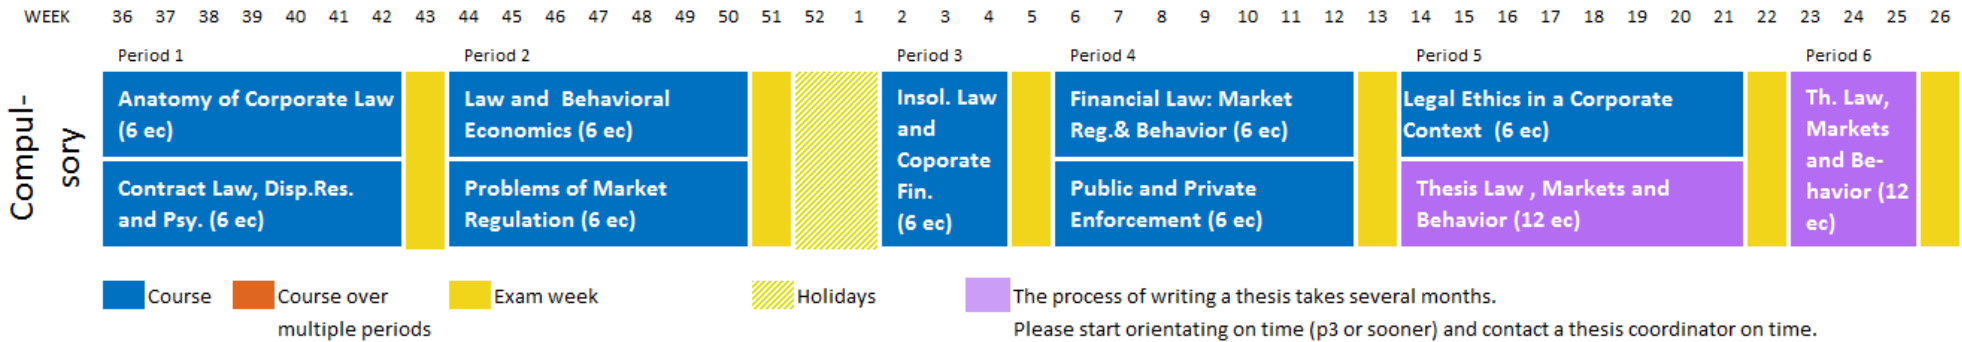 WEEK 36 37 38 39 40 41 42 43 44 45 46 47 48 49 50 51 52 1 2 3 4 5 6 7 8 9 10 11 12 13 14 15 16 17 18 19 20 21 22 23 24 25 26
Period 1 Period 2 Period 3 Period 4 Period 5 Period 6
Compul-
sory
Anatomy of Corporate Law
(6 ec)
Contract Law, Disp.Res.
and Psy. (6 ec)
Law and Behavioral
Economics (6 ec)
Problems of Market
Regulation (6 ec)
Insol. Law
and
Coporate
Fin.
(6 ec)
Financial Law: Market
Reg.& Behavior (6 ec)
Public and Private
Enforcement (6 ec)
Legal Ethics in a Corporate
Context (6 ec)
Thesis Law , Markets and
Behavior (12 ec)
Th. Law,
Markets
and Be-
havior (12
ec)
Course
Course over
multiple periods
Exam week
Holidays
The process of writing a thesis takes several months.
Please start orientating on time (p3 or sooner) and contact a thesis coordinator on time.